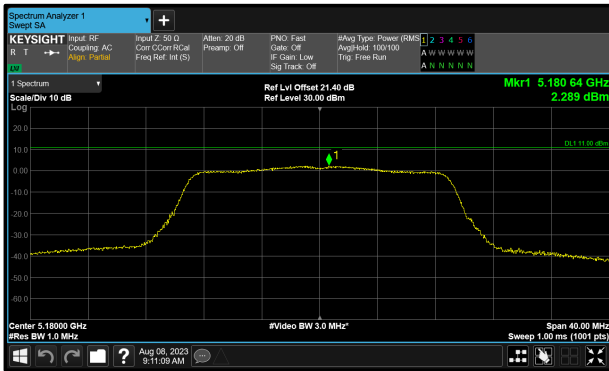 Spectrum Analyzer 1
Swept SA
KEYSIGHT
R T
Input: RF
Coupling: AC
Align: Partial
Input Z: 50 Ω
Corr CCorr RCal
Freq Ref: Int (S)
Atten: 20 dB
Preamp: Off
PNO: Fast
Gate: Off
IF Gain: Low
Sig Track: Off
#Avg Type: Power (RMS
Avg|Hold: 100/100
Trig: Free Run
1 2 3 4 5 6
A W W W W W
A N N N N N
1 Spectrum
Scale/Div 10 dB
Log
Ref Lvl Offset 21.40 dB
Ref Level 30.00 dBm
Mkr1 5.180 64 GHz
2.289 dBm
20.0
DL1 11.00 dBm
10.0
1
0.00
-10.0
-20.0
-30.0
-40.0
-50.0
-60.0
Center 5.18000 GHz
#Res BW 1.0 MHz
#Video BW 3.0 MHz*
Span 40.00 MHz
Sweep 1.00 ms (1001 pts)
?
Aug 08, 2023
9:11:09 AM